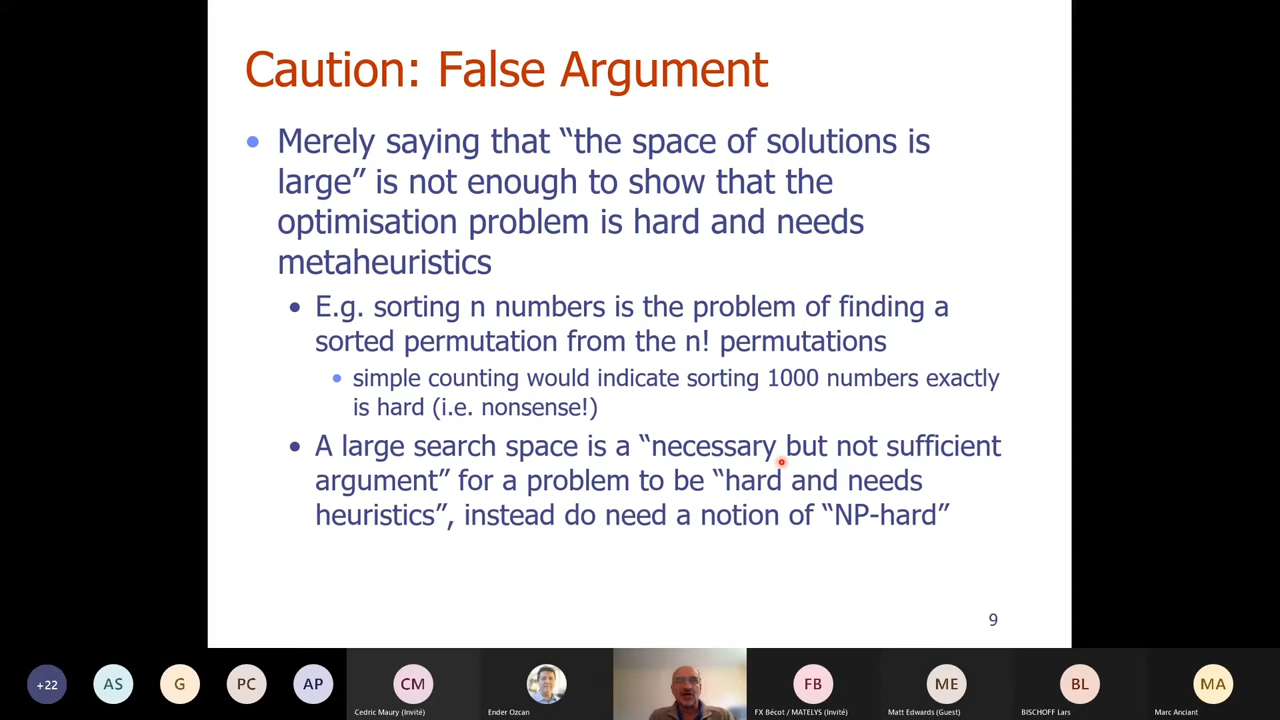 Caution: False Argument
• Merely saying that “the space of solutions is
large” is not enough to show that the
optimisation problem is hard and needs
metaheuristics
• E.g. sorting n numbers is the problem of finding a
sorted permutation from the n! permutations
• simple counting would indicate sorting 1000 numbers exactly
is hard (i.e. nonsense!)
• A large search space is a “necessary but not sufficient
argument” for a problem to be “hard and needs
heuristics”, instead do need a notion of “NP-hard”
9
+22
AS
G
PC
AP
CM
Cedric Maury (Invité)
Ender Ozcan
FB
FX Bécot / MATELYS (Invité)
ME
Matt Edwards (Guest)
BL
BISCHOFF Lars
MA
Marc Anciant